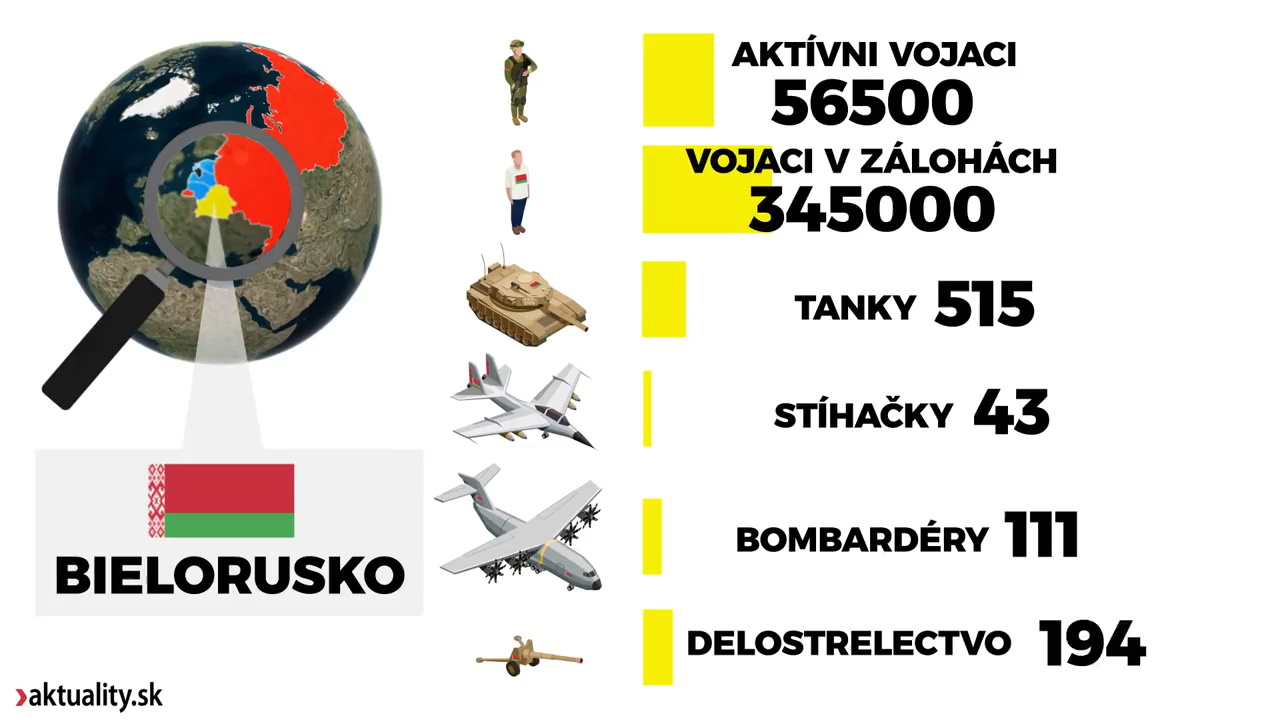 AKTÍVNI VOJACI
56500
VOJACI V ZÁLOHÁCH
345000
TANKY 515
STÍHAČKY 43
BOMBARDÉRY 111
DELOSTRELECTVO 194
BIELORUSKO
aktuality.sk